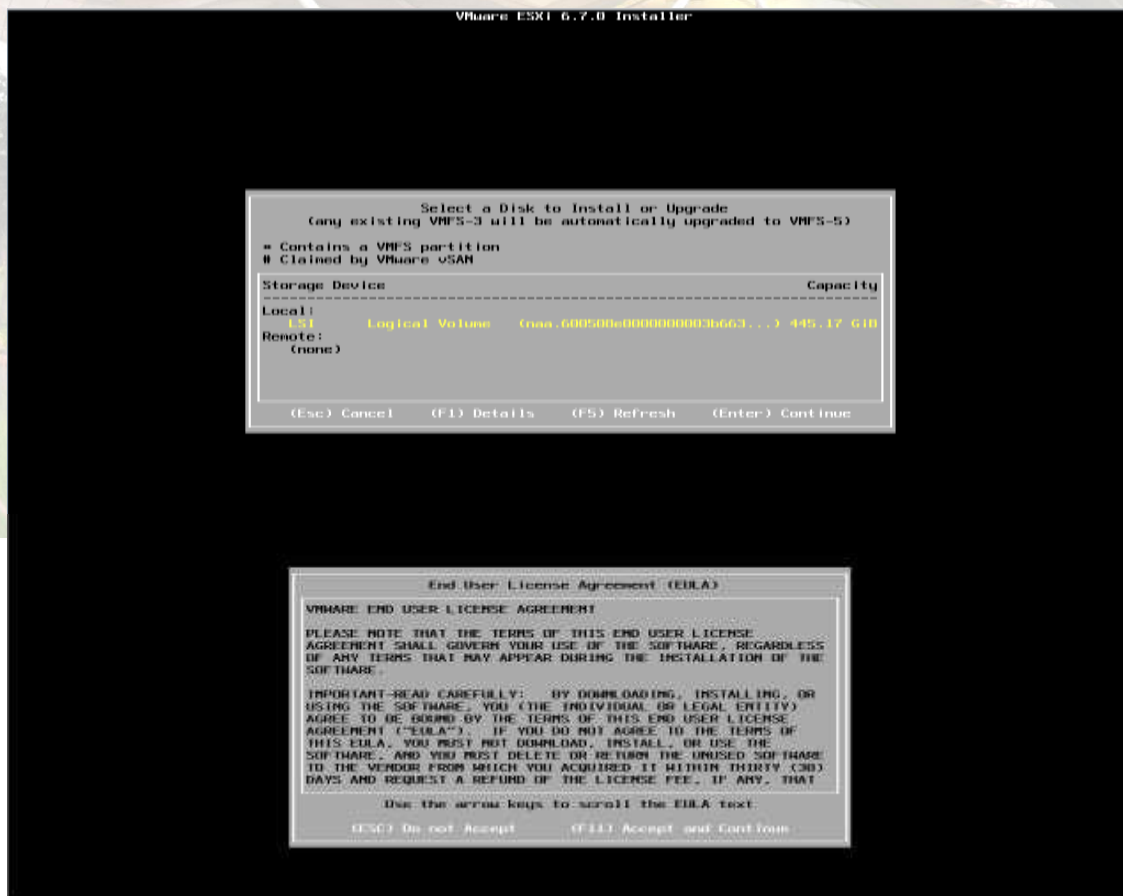 VMware ESXi 6.7.0 Installer
Select a Disk to Install or Upgrade
(any existing VMFS-3 will be automatically upgraded to VMFS-5)
* Contains a VMFS partition
# Claimed by VMware vSAN
Storage Device Capacity
Local:
LSI Logical Volume (naa.600508e0000000003b663...) 445.17 GiB
Remote:
(none)
(Esc) Cancel (F1) Details (F5) Refresh (Enter) Continue
End User License Agreement (EULA)
VMWARE END USER LICENSE AGREEMENT
PLEASE NOTE THAT THE TERMS OF THIS END USER LICENSE
AGREEMENT SHALL GOVERN YOUR USE OF THE SOFTWARE, REGARDLESS
OF ANY TERMS THAT MAY APPEAR DURING THE INSTALLATION OF THE
SOFTWARE.
IMPORTANT-READ CAREFULLY: BY DOWNLOADING, INSTALLING, OR
USING THE SOFTWARE, YOU (THE INDIVIDUAL OR LEGAL ENTITY)
AGREE TO BE BOUND BY THE TERMS OF THIS END USER LICENSE
AGREEMENT ("EULA"). IF YOU DO NOT AGREE TO THE TERMS OF
THIS EULA, YOU MUST NOT DOWNLOAD, INSTALL, OR USE THE
SOFTWARE, AND YOU MUST DELETE OR RETURN THE UNUSED SOFTWARE
TO THE VENDOR FROM WHICH YOU ACQUIRED IT WITHIN THIRTY (30)
DAYS AND REQUEST A REFUND OF THE LICENSE FEE, IF ANY, THAT
Use the arrow keys to scroll the EULA text
(ESC) Do not Accept (F11) Accept and Continue